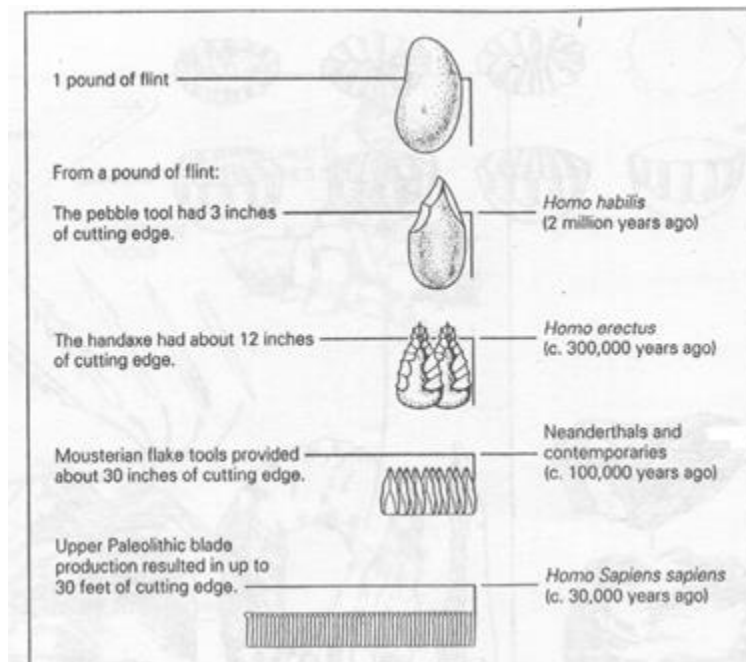 1 pound of flint
From a pound of flint:
The pebble tool had 3 inches
of cutting edge.
Homo habilis
(2 million years ago)
The handaxe had about 12 inches
of cutting edge.
Homo erectus
(c. 300,000 years ago)
Mousterian flake tools provided
about 30 inches of cutting edge.
Neanderthals and
contemporaries
(c. 100,000 years ago)
Upper Paleolithic blade
production resulted in up to
30 feet of cutting edge.
Homo Sapiens sapiens
(c. 30,000 years ago)